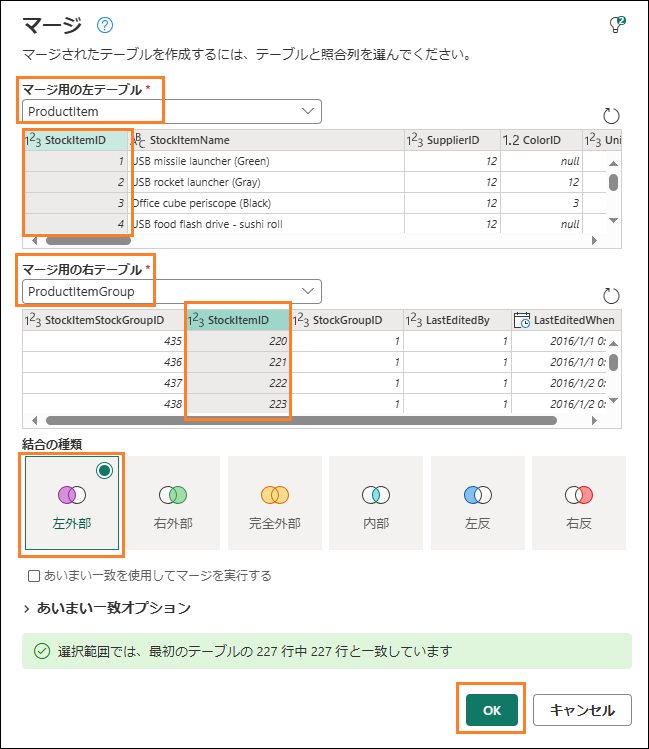 マージ ?
2
マージされたテーブルを作成するには、テーブルと照合列を選んでください。
マージ用の左テーブル *
ProductItem
1²3 StockItemID ABC StockItemName 1²3 SupplierID 1.2 ColorID 1²3 Uni
1 USB missile launcher (Green) 12 null
2 USB rocket launcher (Gray) 12 12
3 Office cube periscope (Black) 12 3
4 USB food flash drive - sushi roll 12 null
マージ用の右テーブル *
ProductItemGroup
1²3 StockItemStockGroupID 1²3 StockItemID 1²3 StockGroupID 1²3 LastEditedBy LastEditedWhen
435 220 1 1 2016/1/1 0:
436 221 1 1 2016/1/1 0:
437 222 1 1 2016/1/2 0:
438 223 1 1 2016/1/2 0:
結合の種類
左外部 右外部 完全外部 内部 左反 右反
あいまい一致を使用してマージを実行する
あいまい一致オプション
選択範囲では、最初のテーブルの 227 行中 227 行と一致しています
OK キャンセル